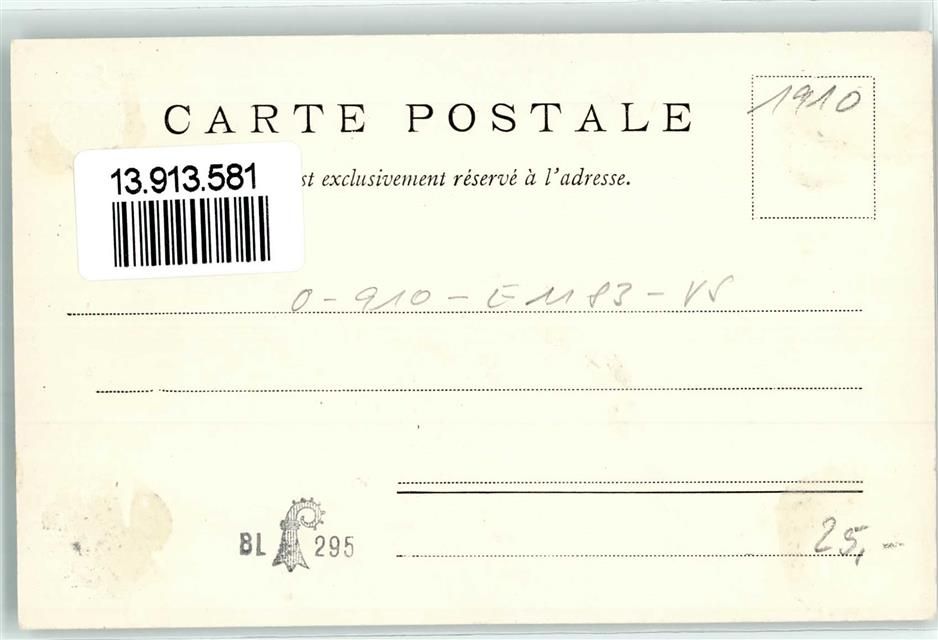 CARTE POSTALE
1910
13.913.581
st exclusivement réservé à l'adresse.
0-910-E1183-VS
BL 295
25,-